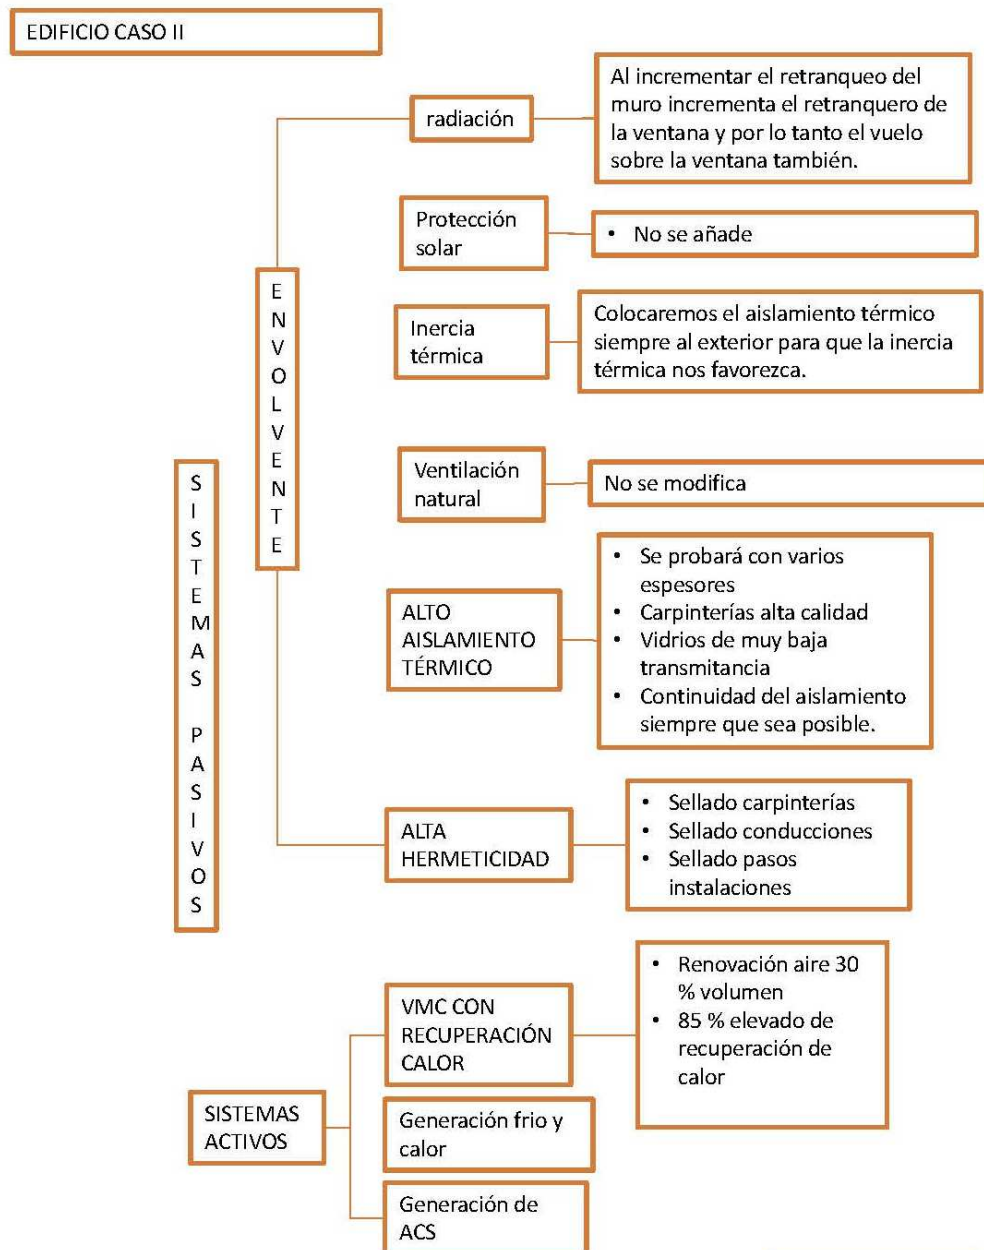 EDIFICIO CASO II
radiación
Al incrementar el retranqueo del
muro incrementa el retranquero de
la ventana y por lo tanto el vuelo
sobre la ventana también.
Protección
solar
• No se añade
ENVOLVENTE
Inercia
térmica
Colocaremos el aislamiento térmico
siempre al exterior para que la inercia
térmica nos favorezca.
SISTEMAS PASIVOS
Ventilación
natural
No se modifica
ALTO
AISLAMIENTO
TÉRMICO
• Se probará con varios
espesores
• Carpinterías alta calidad
• Vidrios de muy baja
transmitancia
• Continuidad del aislamiento
siempre que sea posible.
ALTA
HERMETICIDAD
• Sellado carpinterías
• Sellado conducciones
• Sellado pasos
instalaciones
SISTEMAS
ACTIVOS
VMC CON
RECUPERACIÓN
CALOR
• Renovación aire 30
% volumen
• 85 % elevado de
recuperación de
calor
Generación frio y
calor
Generación de
ACS